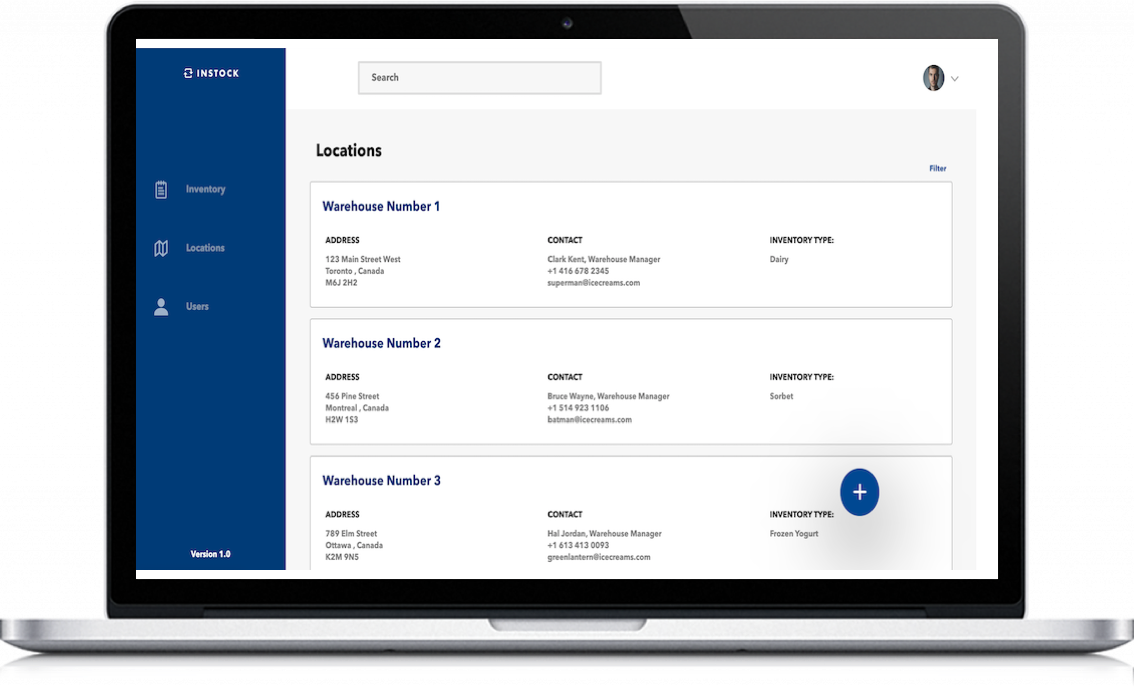 INSTOCK
Search
Inventory
Locations
Users
Version 1.0
Locations
Filter
Warehouse Number 1
ADDRESS
123 Main Street West
Toronto , Canada
M6J 2H2
CONTACT
Clark Kent, Warehouse Manager
+1 416 678 2345
superman@icecreams.com
INVENTORY TYPE:
Dairy
Warehouse Number 2
ADDRESS
456 Pine Street
Montreal , Canada
H2W 1S3
CONTACT
Bruce Wayne, Warehouse Manager
+1 514 923 1106
batman@icecreams.com
INVENTORY TYPE:
Sorbet
Warehouse Number 3
ADDRESS
789 Elm Street
Ottawa , Canada
K2M 9N5
CONTACT
Hal Jordan, Warehouse Manager
+1 613 413 0093
greenlantern@icecreams.com
INVENTORY TYPE:
Frozen Yogurt